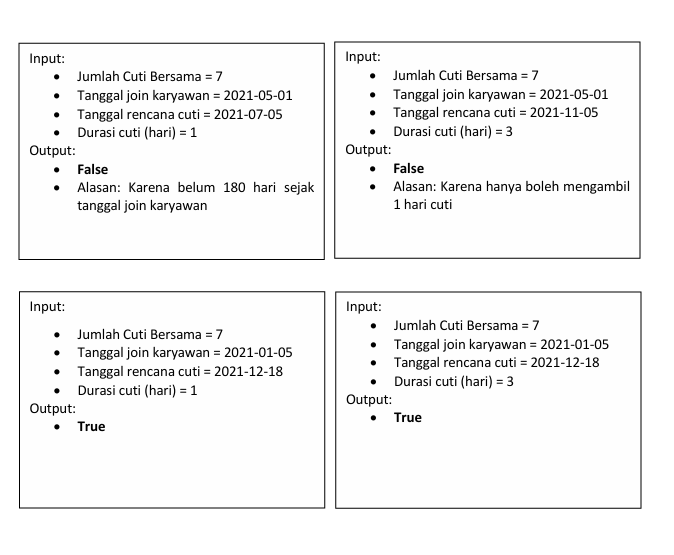 Input:
• Jumlah Cuti Bersama = 7
• Tanggal join karyawan = 2021-05-01
• Tanggal rencana cuti = 2021-07-05
• Durasi cuti (hari) = 1
Output:
• False
• Alasan: Karena belum 180 hari sejak
tanggal join karyawan
Input:
• Jumlah Cuti Bersama = 7
• Tanggal join karyawan = 2021-05-01
• Tanggal rencana cuti = 2021-11-05
• Durasi cuti (hari) = 3
Output:
• False
• Alasan: Karena hanya boleh mengambil
1 hari cuti
Input:
• Jumlah Cuti Bersama = 7
• Tanggal join karyawan = 2021-01-05
• Tanggal rencana cuti = 2021-12-18
• Durasi cuti (hari) = 1
Output:
• True
Input:
• Jumlah Cuti Bersama = 7
• Tanggal join karyawan = 2021-01-05
• Tanggal rencana cuti = 2021-12-18
• Durasi cuti (hari) = 3
Output:
• True